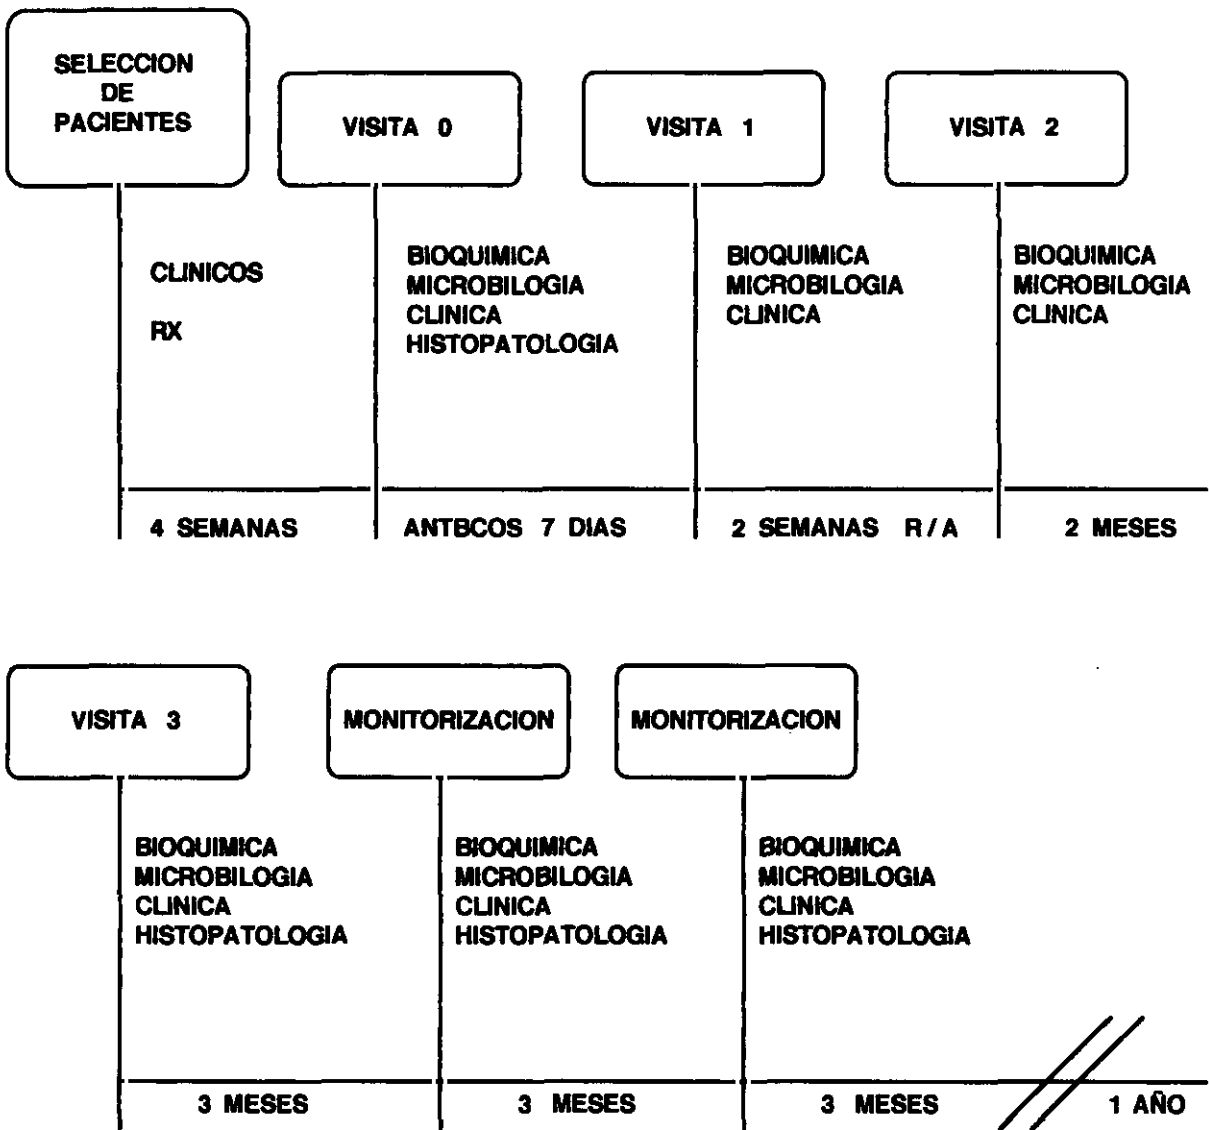 SELECCION
DE
PACIENTES
VISITA 0
VISITA 1
VISITA 2
CLINICOS
RX
BIOQUIMICA
MICROBILOGIA
CLINICA
HISTOPATOLOGIA
BIOQUIMICA
MICROBILOGIA
CLINICA
BIOQUIMICA
MICROBILOGIA
CLINICA
4 SEMANAS
ANTBCOS 7 DIAS
2 SEMANAS R / A
2 MESES
VISITA 3
MONITORIZACION
MONITORIZACION
BIOQUIMICA
MICROBILOGIA
CLINICA
HISTOPATOLOGIA
BIOQUIMICA
MICROBILOGIA
CLINICA
HISTOPATOLOGIA
BIOQUIMICA
MICROBILOGIA
CLINICA
HISTOPATOLOGIA
3 MESES
3 MESES
3 MESES
1 AÑO